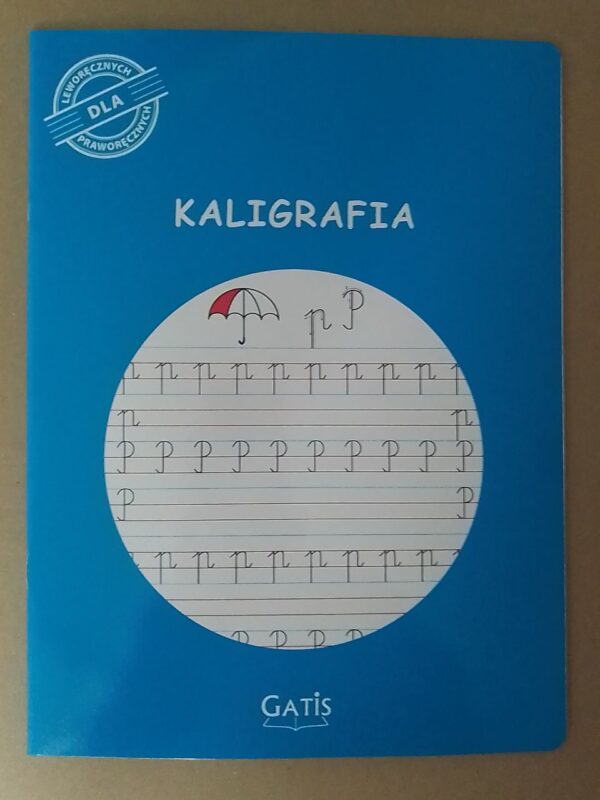 LEWORĘCZNYCH
DLA
PRAWORĘCZNYCH
KALIGRAFIA
p P
p p p p p p p p p p
p p
P P P P P P P P P P
P P
p p p p p p p p p p
P P P P
GATiS